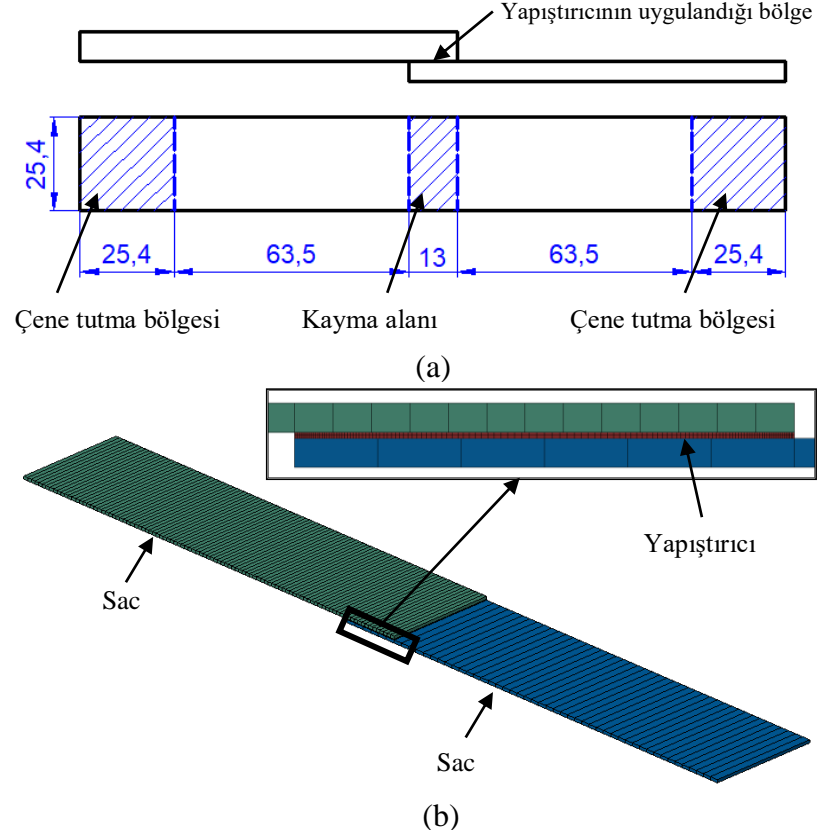 Yapıştırıcının uygulandığı bölge
25,4
25,4
63,5
13
63,5
25,4
Çene tutma bölgesi
Kayma alanı
Çene tutma bölgesi
(a)
Yapıştırıcı
Sac
Sac
(b)